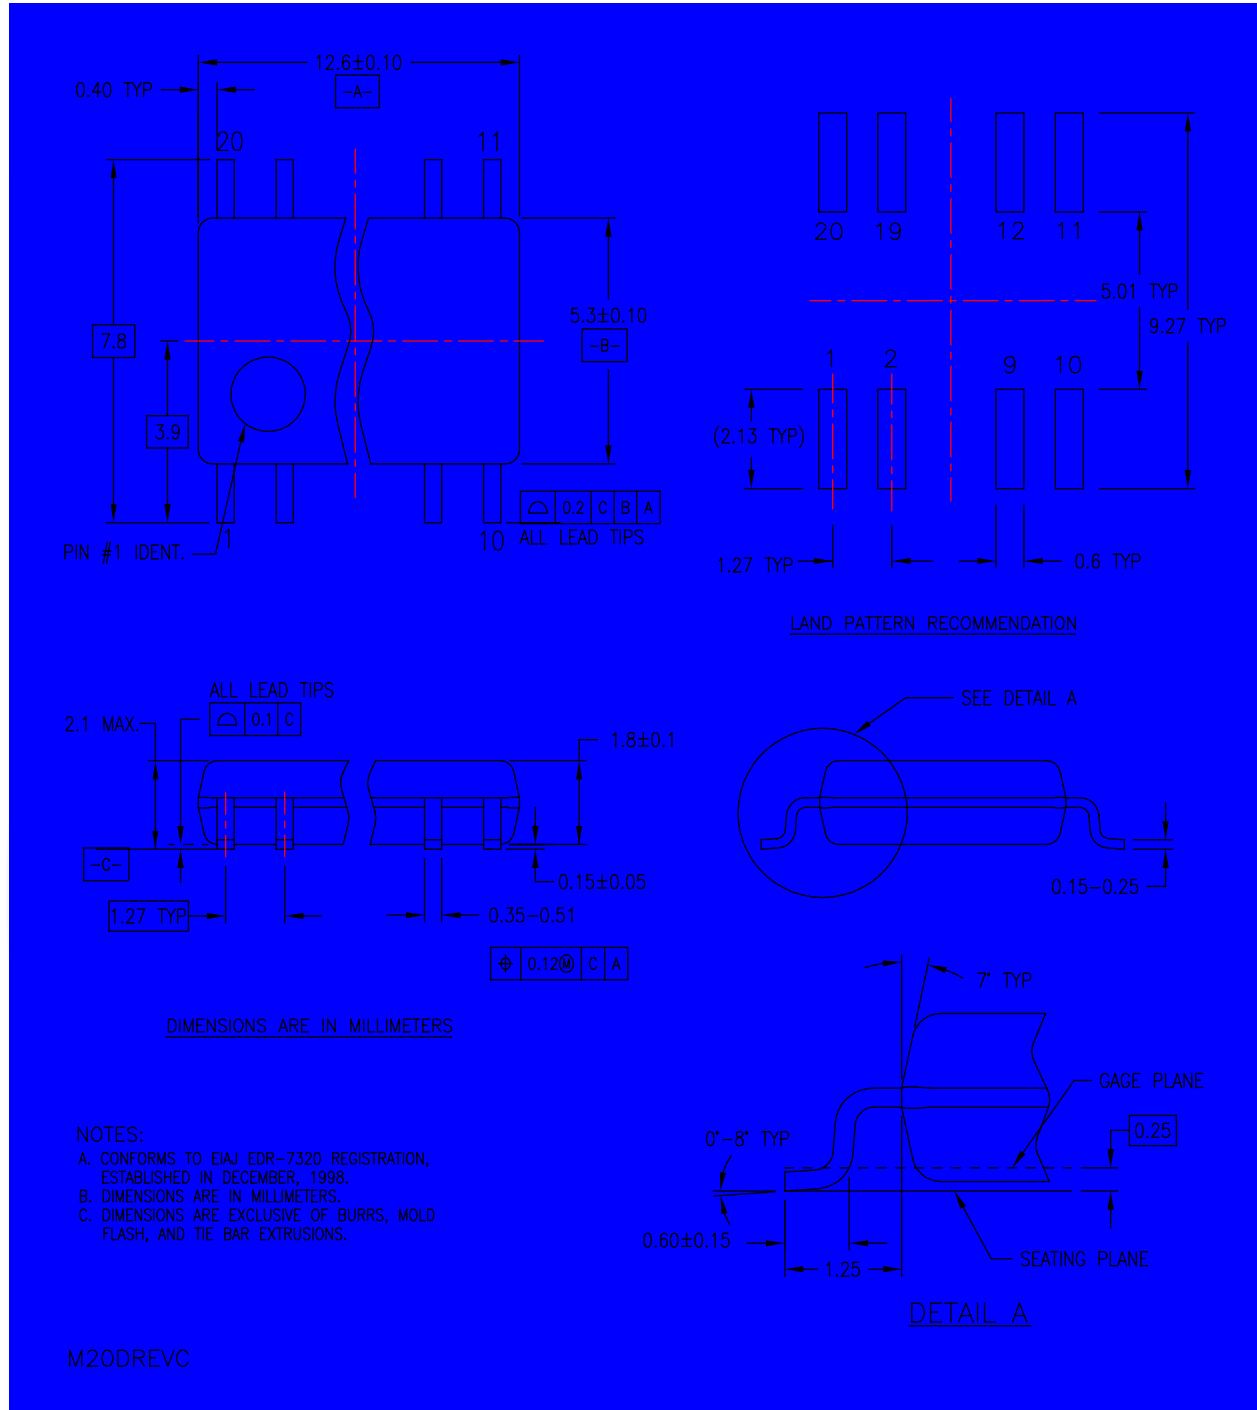 12.6±0.10
0.40 TYP
-A-
20
11
7.8
5.3±0.10
-B-
3.9
⌓ 0.2 C B A
ALL LEAD TIPS
PIN #1 IDENT.
1
10
20 19 12 11
5.01 TYP
9.27 TYP
1 2 9 10
(2.13 TYP)
1.27 TYP
0.6 TYP
LAND PATTERN RECOMMENDATION
ALL LEAD TIPS
⌓ 0.1 C
2.1 MAX.
1.8±0.1
-C-
0.15±0.05
1.27 TYP
0.35-0.51
⌖ 0.12Ⓜ C A
SEE DETAIL A
0.15-0.25
DIMENSIONS ARE IN MILLIMETERS
7° TYP
GAGE PLANE
0.25
0°-8° TYP
0.60±0.15
1.25
SEATING PLANE
DETAIL A
NOTES:
A. CONFORMS TO EIAJ EDR-7320 REGISTRATION,
ESTABLISHED IN DECEMBER, 1998.
B. DIMENSIONS ARE IN MILLIMETERS.
C. DIMENSIONS ARE EXCLUSIVE OF BURRS, MOLD
FLASH, AND TIE BAR EXTRUSIONS.
M20DREVC